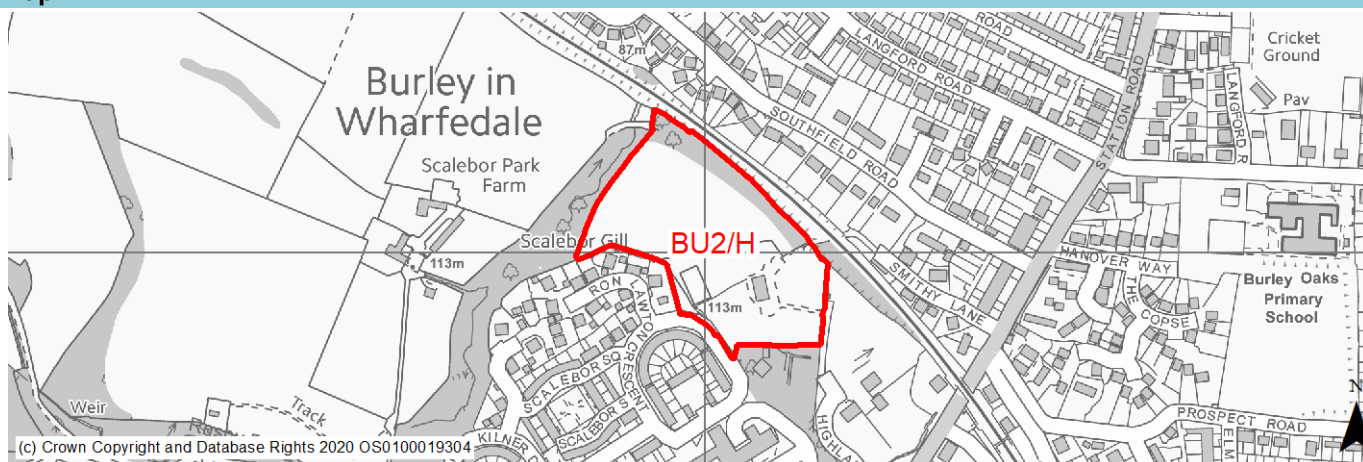 87m
ROAD
LANGFORD ROAD
Cricket
Ground
Pav
LANGFORD R
Burley in
Wharfedale
SOUTHFIELD ROAD
STATION ROAD
Scalebor Park
Farm
Scalebor Gill
113m
BU2/H
113m
HANOVER WAY
THE
COPSE
SMITHY LANE
Burley Oaks
Primary
School
RON LAWTON
CRESCENT
SCALEBOR SQ
SCALEBOR S
KILNER
Weir
Track
HIGHLA
PROSPECT ROAD
ELM
N
(c) Crown Copyright and Database Rights 2020 OS0100019304